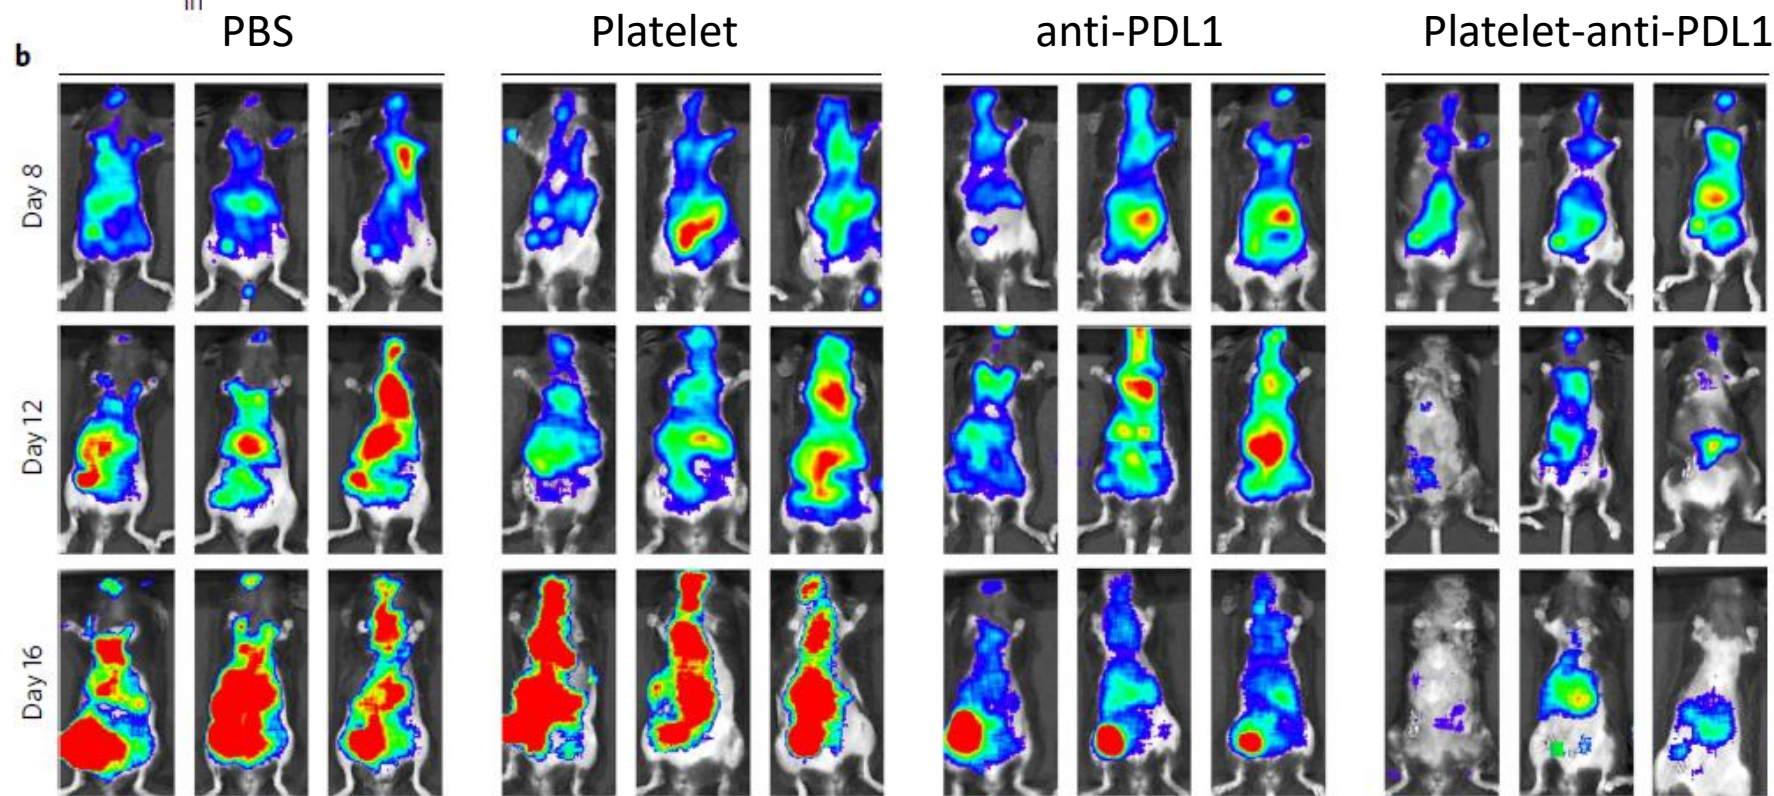 PBS Platelet anti-PDL1 Platelet-anti-PDL1
b
Day 8
Day 12
Day 16